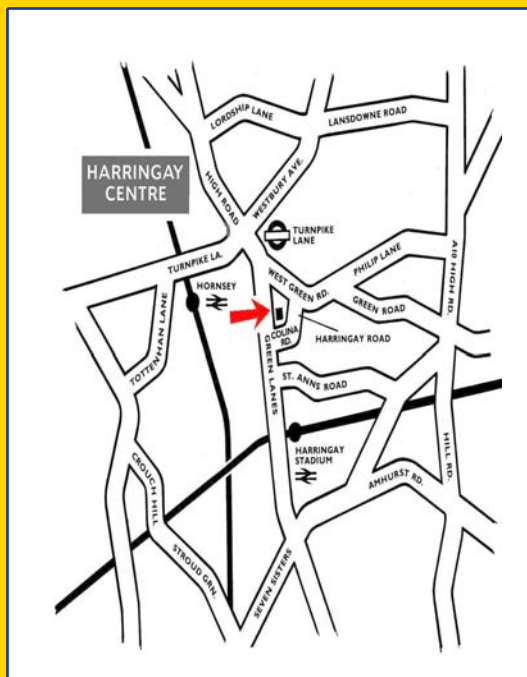 LORDSHIP LANE
LANSDOWNE ROAD
HARRINGAY
CENTRE
HIGH ROAD
WESTBURY AVE.
TURNPIKE
LANE
TURNPIKE LA.
WEST GREEN RD.
PHILIP LANE
A10 HIGH RD.
HORNSEY
GREEN ROAD
TOTTENHAN LANE
COLINA
RD.
HARRINGAY ROAD
GREEN LANES
ST. ANNS ROAD
HARRINGAY
STADIUM
HILL RD.
CROUCH HILL
AMHURST RD.
STROUD GRN.
SEVEN SISTERS